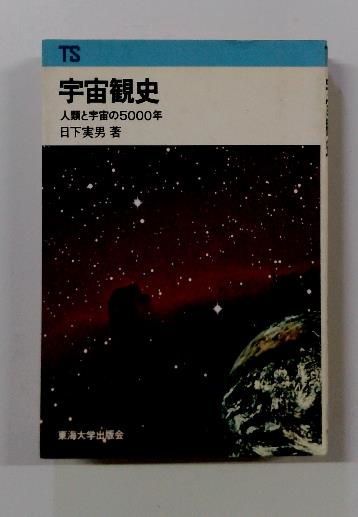 TS
宇宙観史
人類と宇宙の5000年
日下実男 著
東海大学出版会